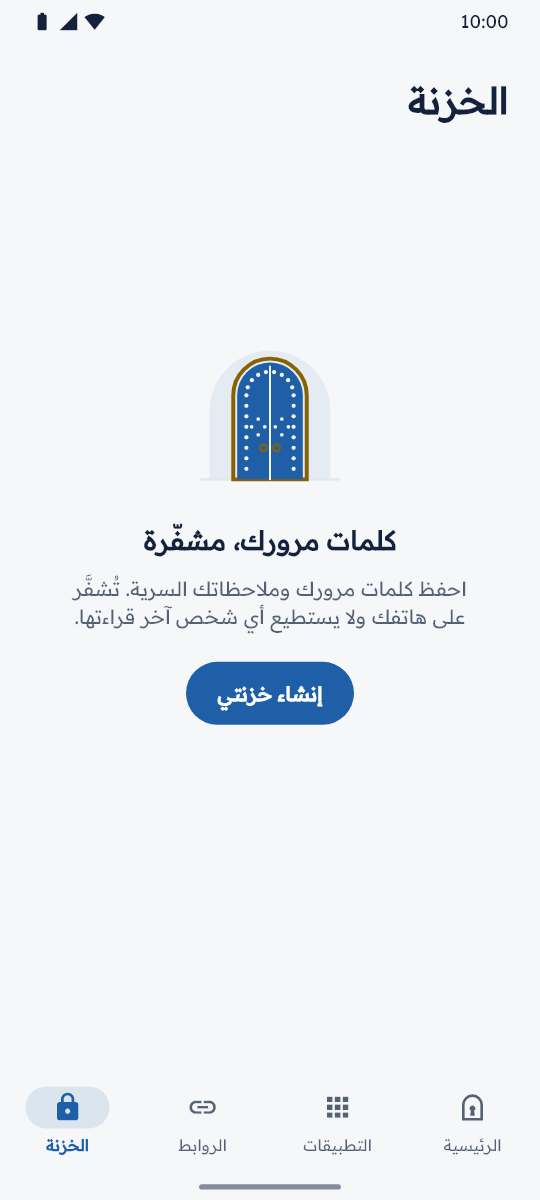 10:00
الخزنة
كلمات مرورك، مشفّرة
احفظ كلمات مرورك وملاحظاتك السرية. تُشفَّر
على هاتفك ولا يستطيع أي شخص آخر قراءتها.
إنشاء خزنتي
الرئيسية
التطبيقات
الروابط
الخزنة